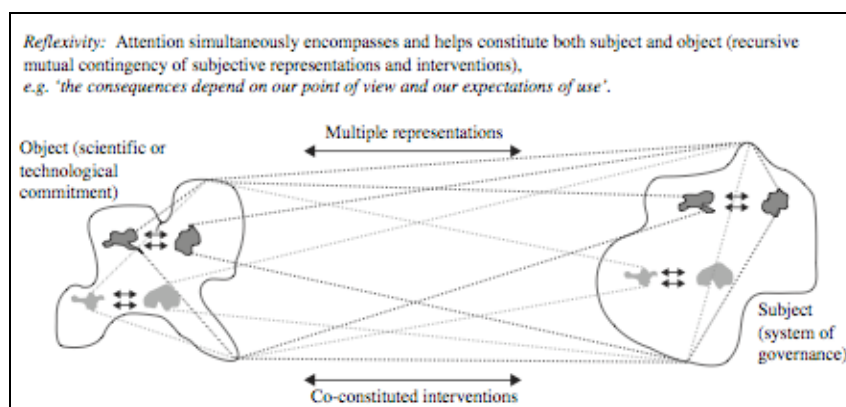 Reflexivity: Attention simultaneously encompasses and helps constitute both subject and object (recursive
mutual contingency of subjective representations and interventions),
e.g. ‘the consequences depend on our point of view and our expectations of use’.
Multiple representations
Object (scientific or
technological
commitment)
Subject
(system of
governance)
Co-constituted interventions